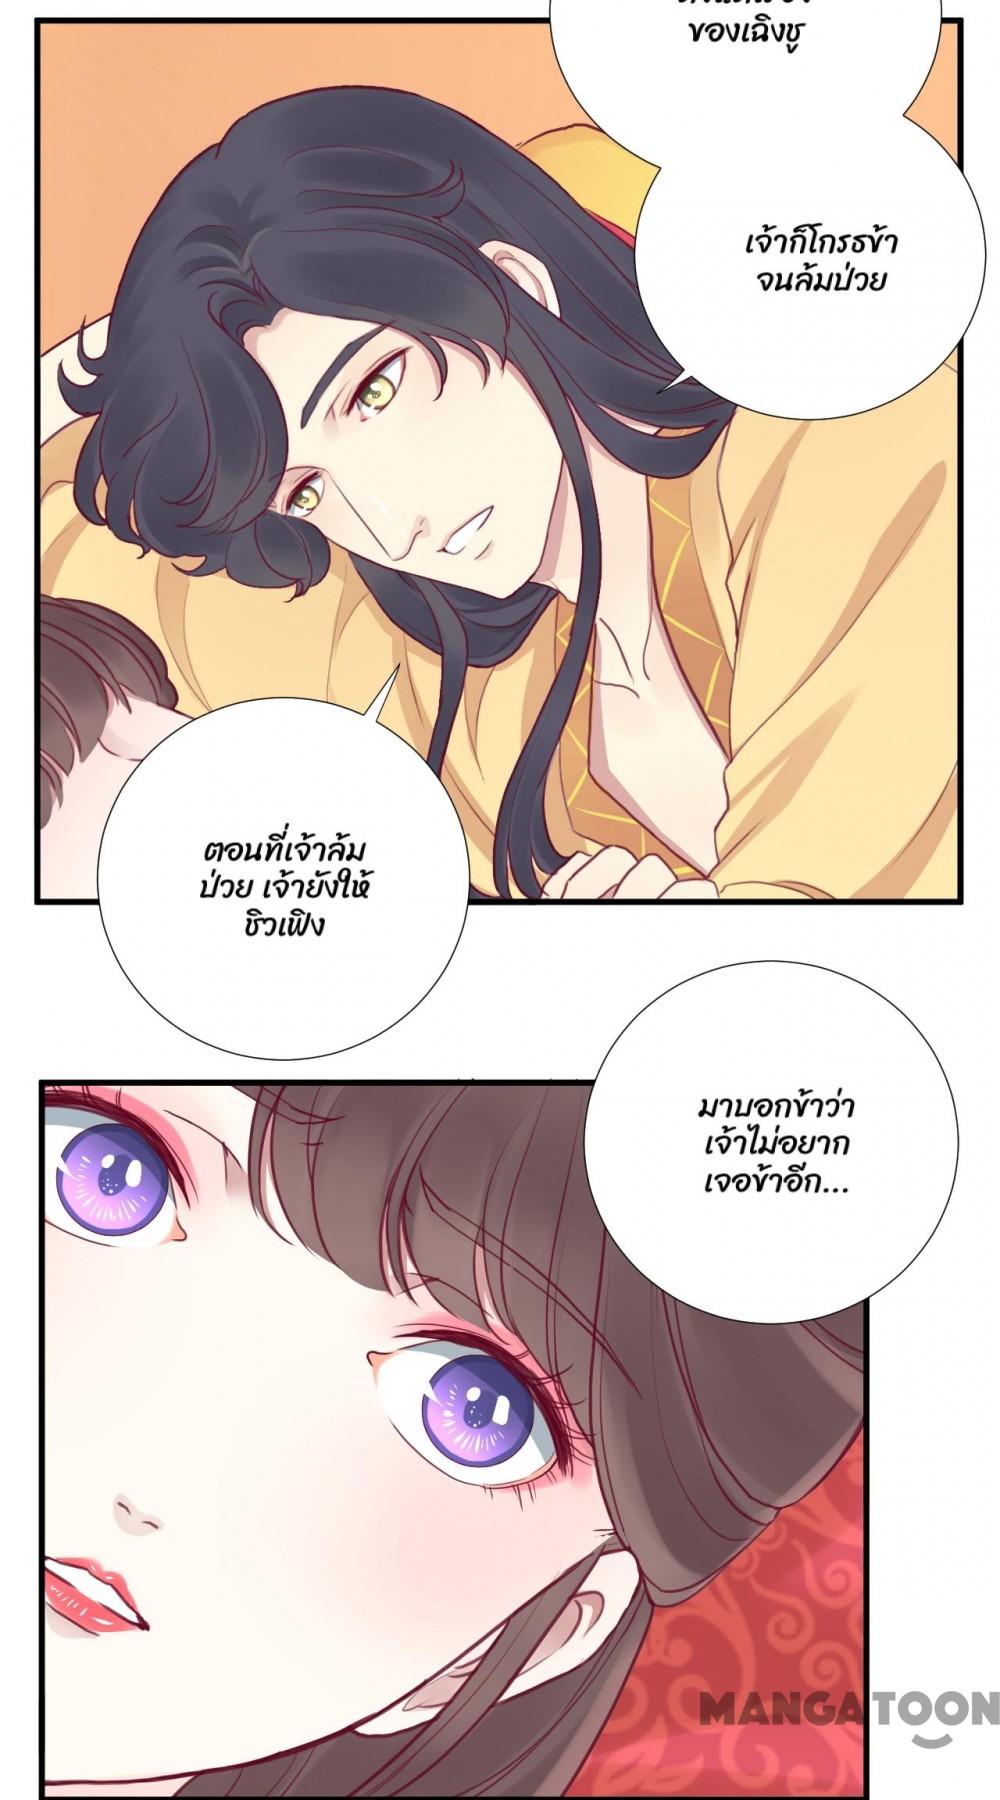 ของเฉิงชู
เจ้าก็โกรธข้า
จนล้มป่วย
ตอนที่เจ้าล้ม
ป่วย เจ้ายังให้
ชิวเฟิง
มาบอกข้าว่า
เจ้าไม่อยาก
เจอข้าอีก...
MANGATOON